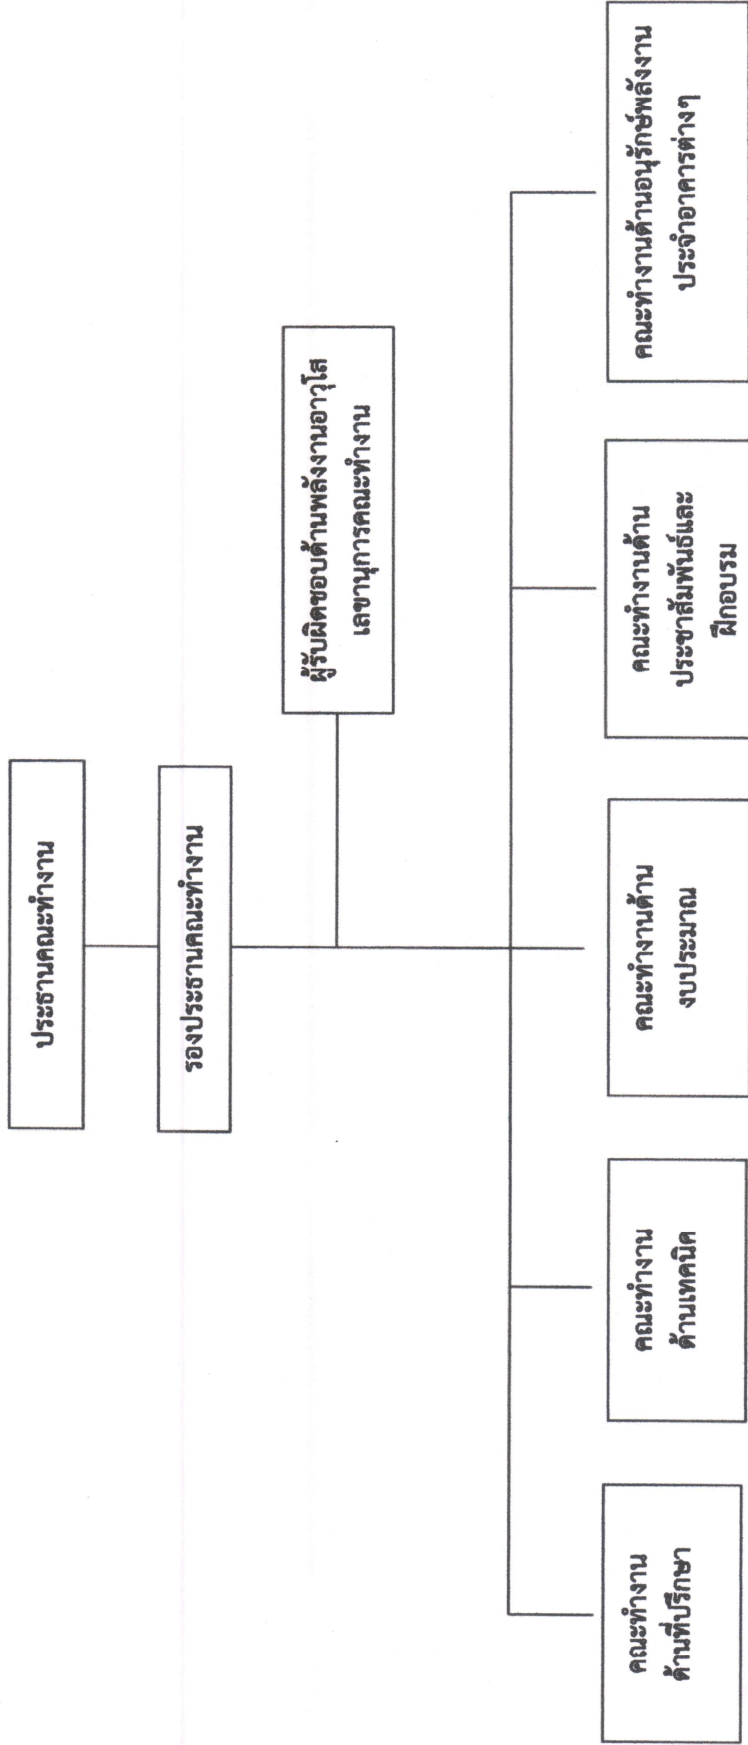 ประธานคณะทำงาน
รองประธานคณะทำงาน
ผู้รับผิดชอบด้านพลังงานอาวุโส
เลขานุการคณะทำงาน
คณะทำงาน
ด้านที่ปรึกษา
คณะทำงาน
ด้านเทคนิค
คณะทำงานด้าน
งบประมาณ
คณะทำงานด้าน
ประชาสัมพันธ์และ
ฝึกอบรม
คณะทำงานด้านอนุรักษ์พลังงาน
ประจำอาคารต่างๆ